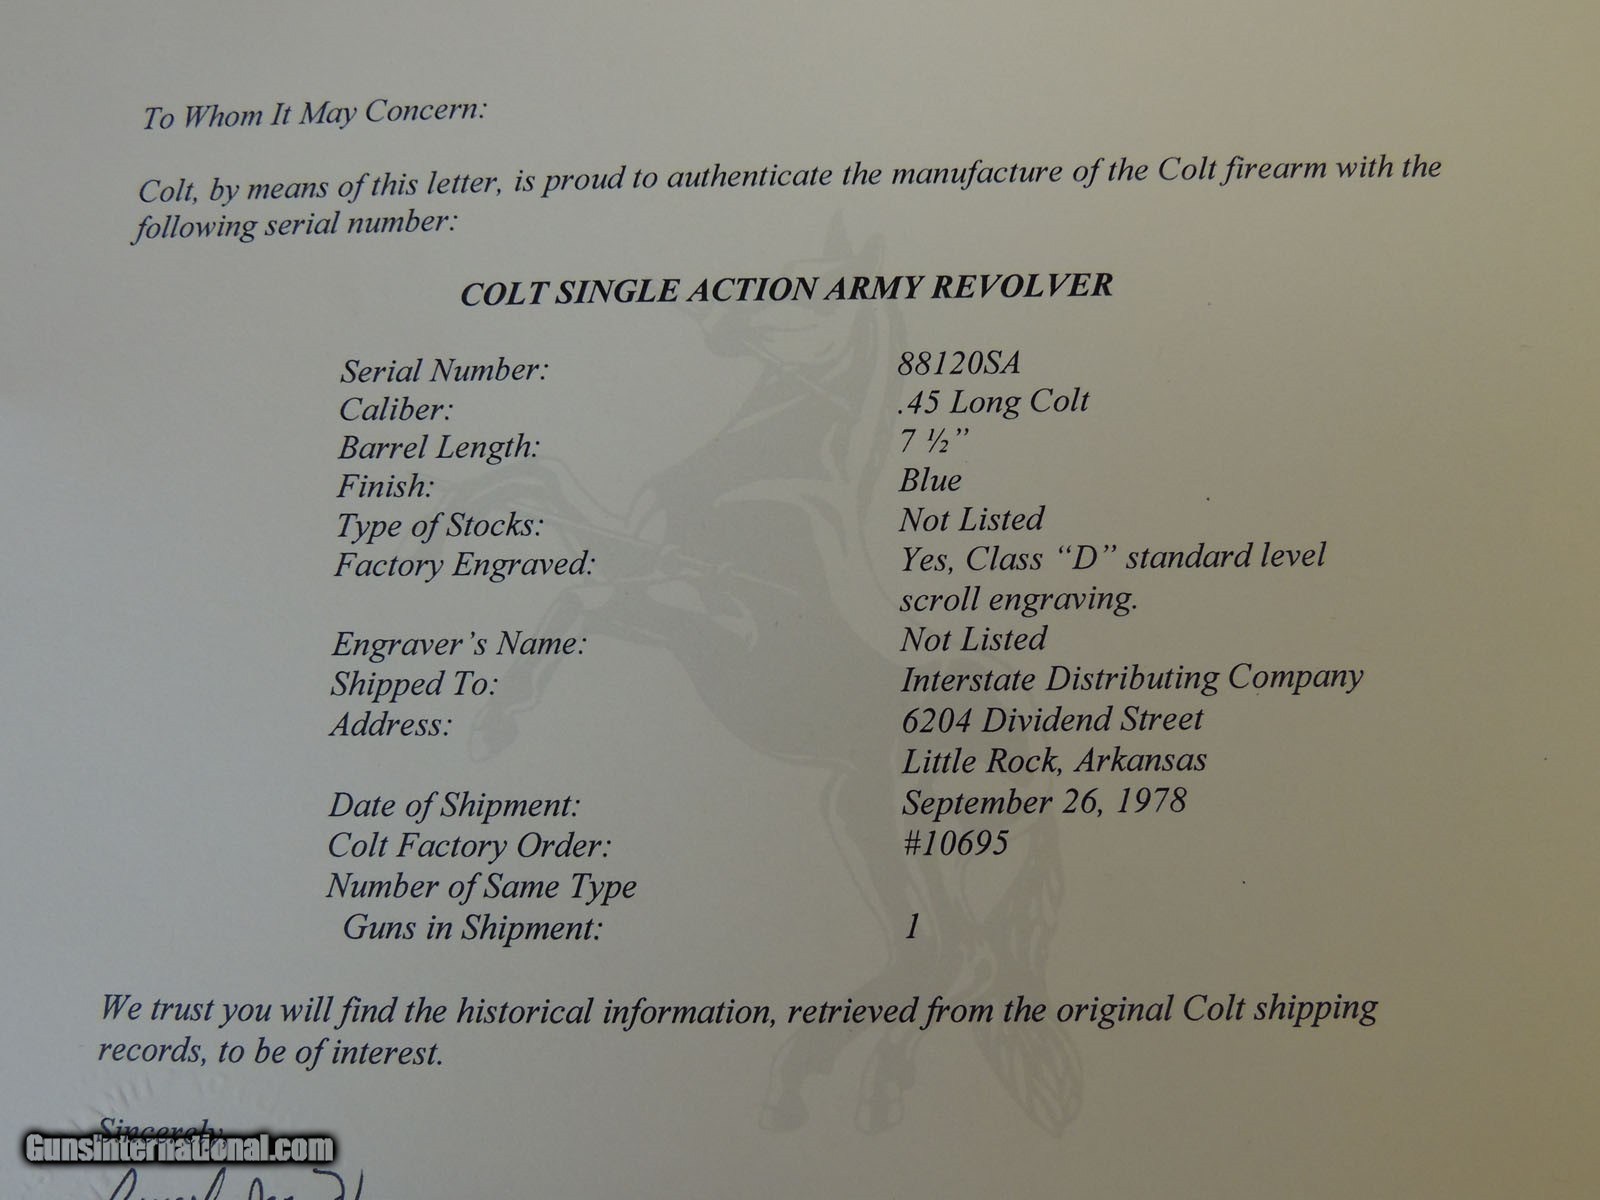 To Whom It May Concern:
Colt, by means of this letter, is proud to authenticate the manufacture of the Colt firearm with the
following serial number:
COLT SINGLE ACTION ARMY REVOLVER
Serial Number: 88120SA
Caliber: .45 Long Colt
Barrel Length: 7 ½”
Finish: Blue
Type of Stocks: Not Listed
Factory Engraved: Yes, Class “D” standard level
scroll engraving.
Engraver’s Name: Not Listed
Shipped To: Interstate Distributing Company
Address: 6204 Dividend Street
Little Rock, Arkansas
Date of Shipment: September 26, 1978
Colt Factory Order: #10695
Number of Same Type
Guns in Shipment: 1
We trust you will find the historical information, retrieved from the original Colt shipping
records, to be of interest.
Sincerely,
GunsInternational.com